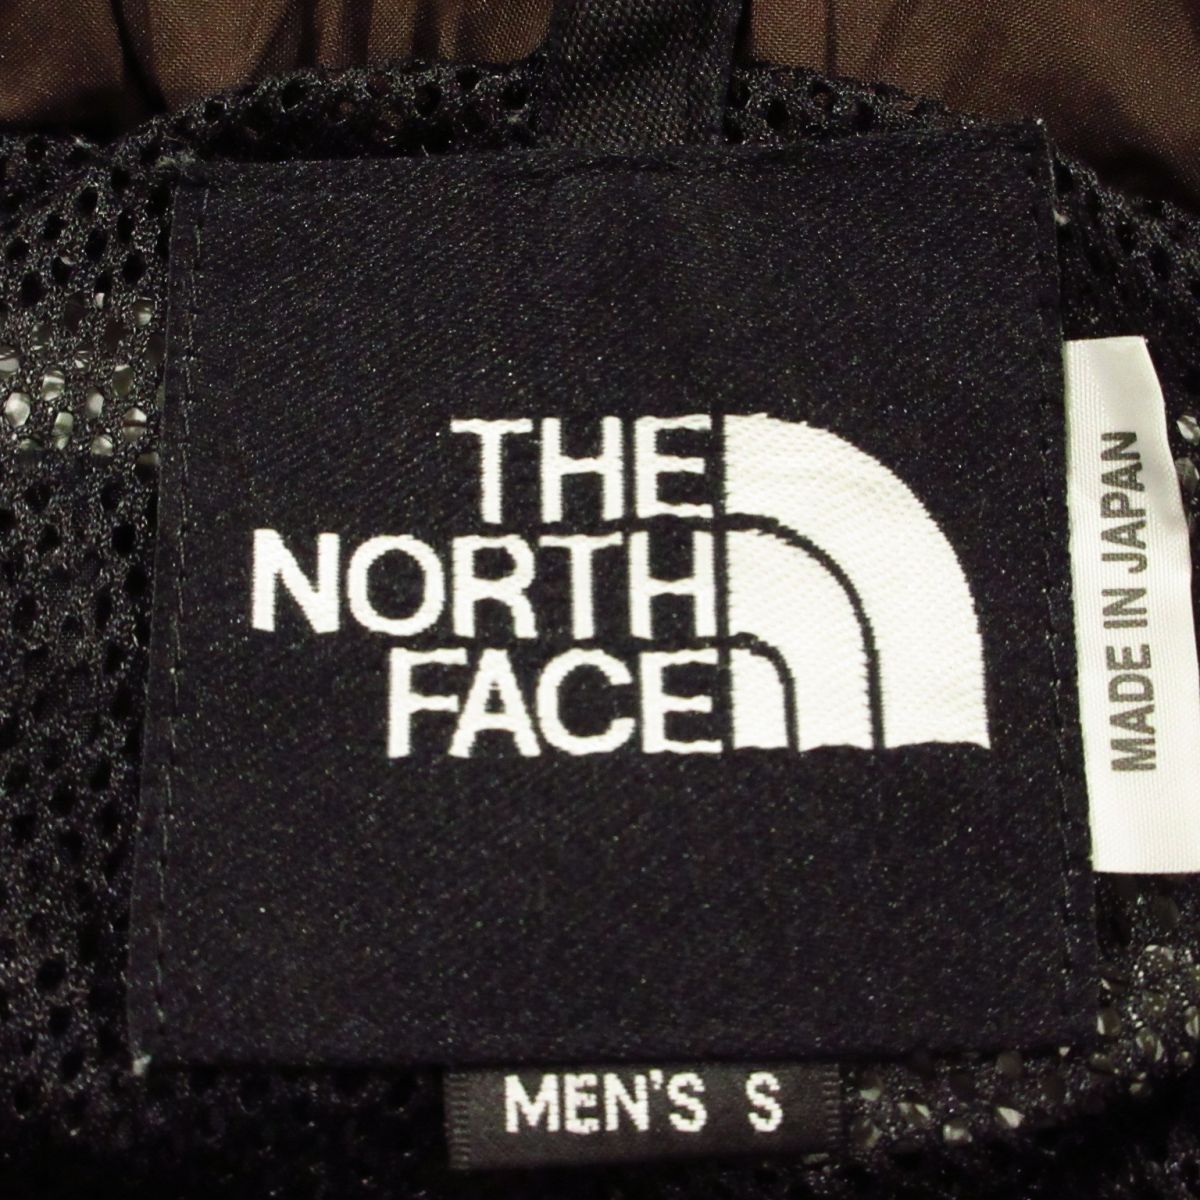 THE
NORTH
FACE
MADE IN JAPAN
MEN'S S